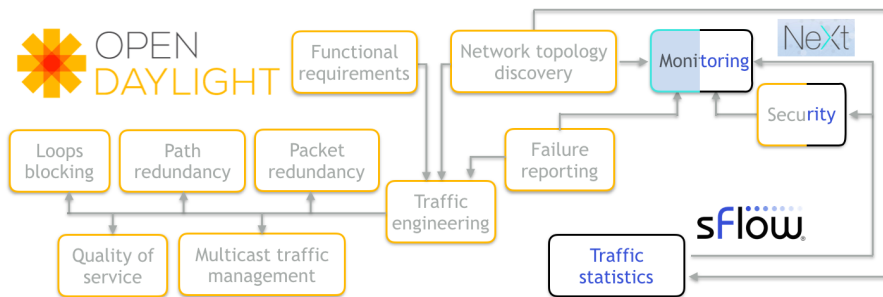 OPEN
DAYLIGHT
Functional
requirements
Network topology
discovery
Monitoring
NeXt
Security
Loops
blocking
Path
redundancy
Packet
redundancy
Failure
reporting
Traffic
engineering
Quality of
service
Multicast traffic
management
sFlow®
Traffic
statistics